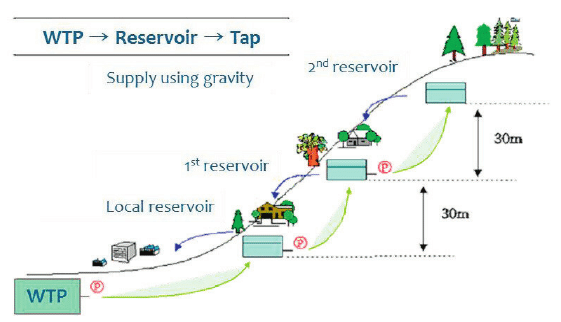 WTP → Reservoir → Tap
Supply using gravity
2nd reservoir
30m
1st reservoir
P
Local reservoir
30m
P
WTP
P